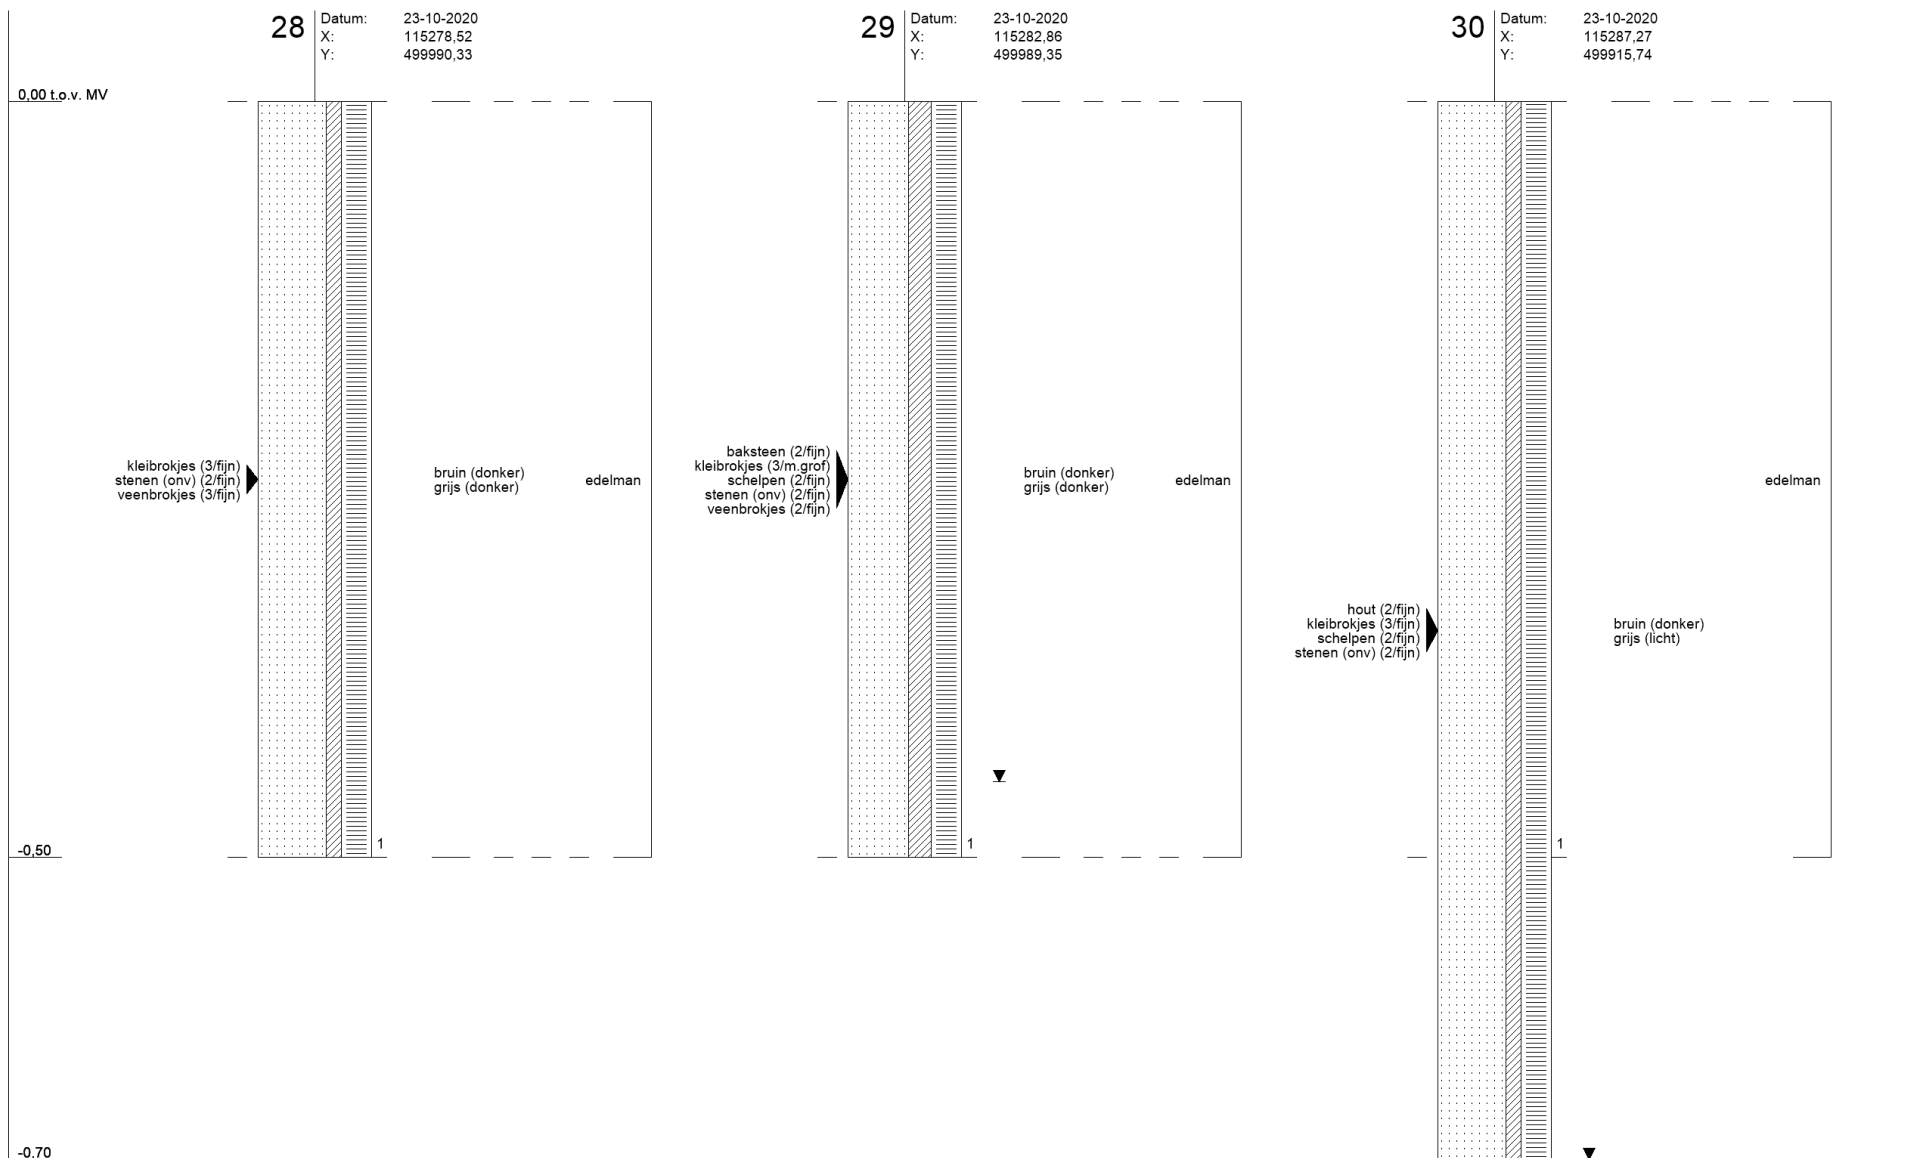 28
Datum: 23-10-2020
X: 115278,52
Y: 499990,33
29
Datum: 23-10-2020
X: 115282,86
Y: 499989,35
30
Datum: 23-10-2020
X: 115287,27
Y: 499915,74
0,00 t.o.v. MV
kleibrokjes (3/fijn)
stenen (onv) (2/fijn)
veenbrokjes (3/fijn)
bruin (donker)
grijs (donker)
edelman
1
baksteen (2/fijn)
kleibrokjes (3/m.grof)
schelpen (2/fijn)
stenen (onv) (2/fijn)
veenbrokjes (2/fijn)
bruin (donker)
grijs (donker)
edelman
1
edelman
hout (2/fijn)
kleibrokjes (3/fijn)
schelpen (2/fijn)
stenen (onv) (2/fijn)
bruin (donker)
grijs (licht)
1
-0,50
-0,70